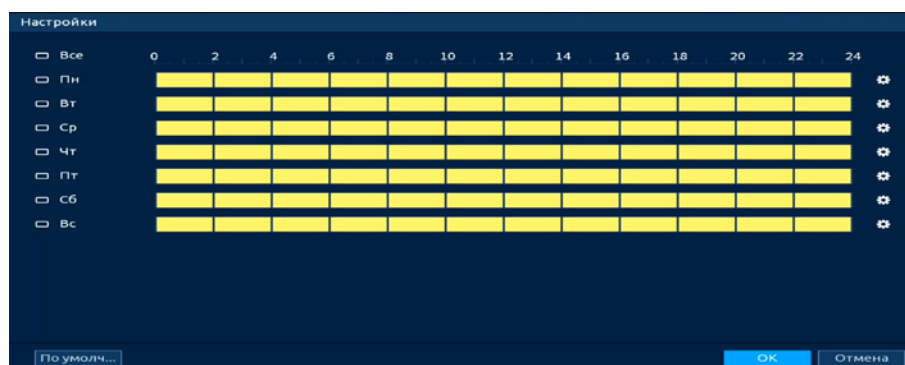 Настройки
Все 0 2 4 6 8 10 12 14 16 18 20 22 24
Пн
Вт
Ср
Чт
Пт
Сб
Вс
По умолч... OK Отмена